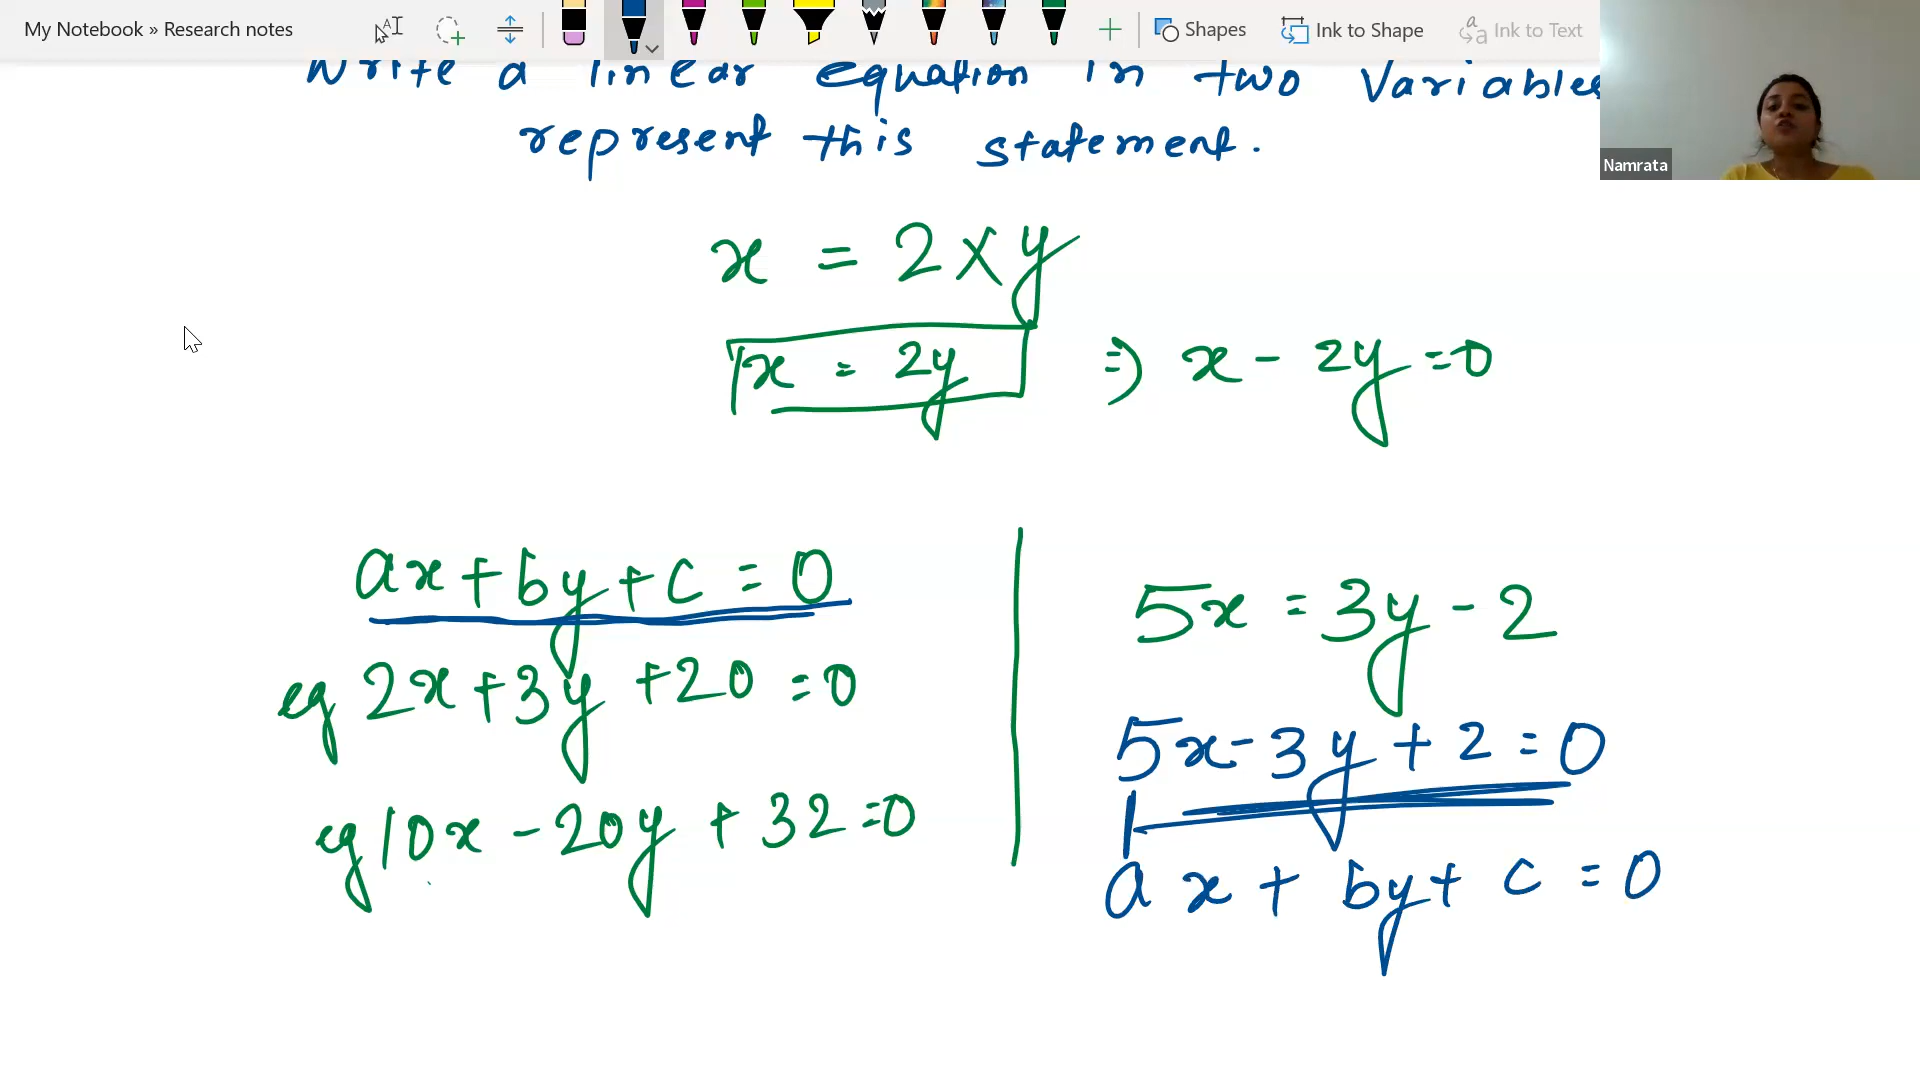 My Notebook » Research notes
Shapes
Ink to Shape
Ink to Text
Namrata
Write a linear equation in two Variables
represent this statement.
x = 2 × y
x = 2y ⇒ x - 2y = 0
ax + by + c = 0
eg 2x + 3y + 20 = 0
eg 10x - 20y + 32 = 0
5x = 3y - 2
5x - 3y + 2 = 0
a x + by + c = 0